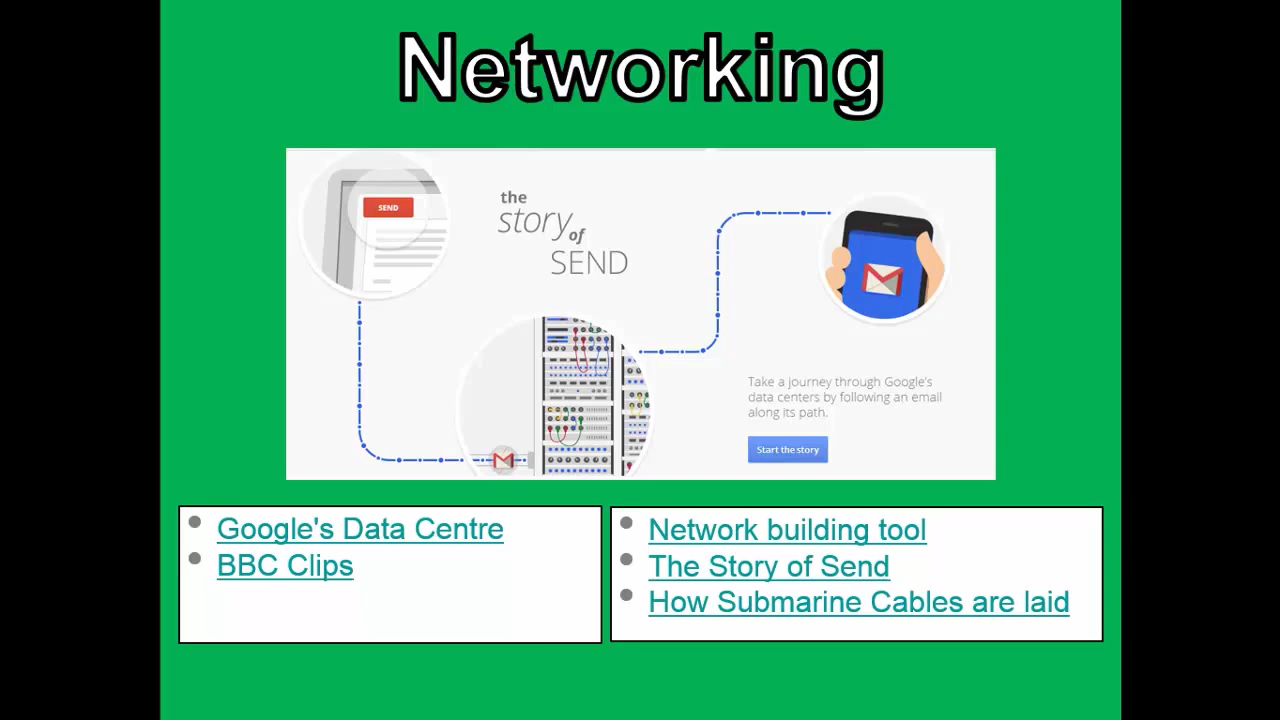 Networking
SEND
the
story of
SEND
Take a journey through Google's
data centers by following an email
along its path.
Start the story
Google's Data Centre
BBC Clips
Network building tool
The Story of Send
How Submarine Cables are laid